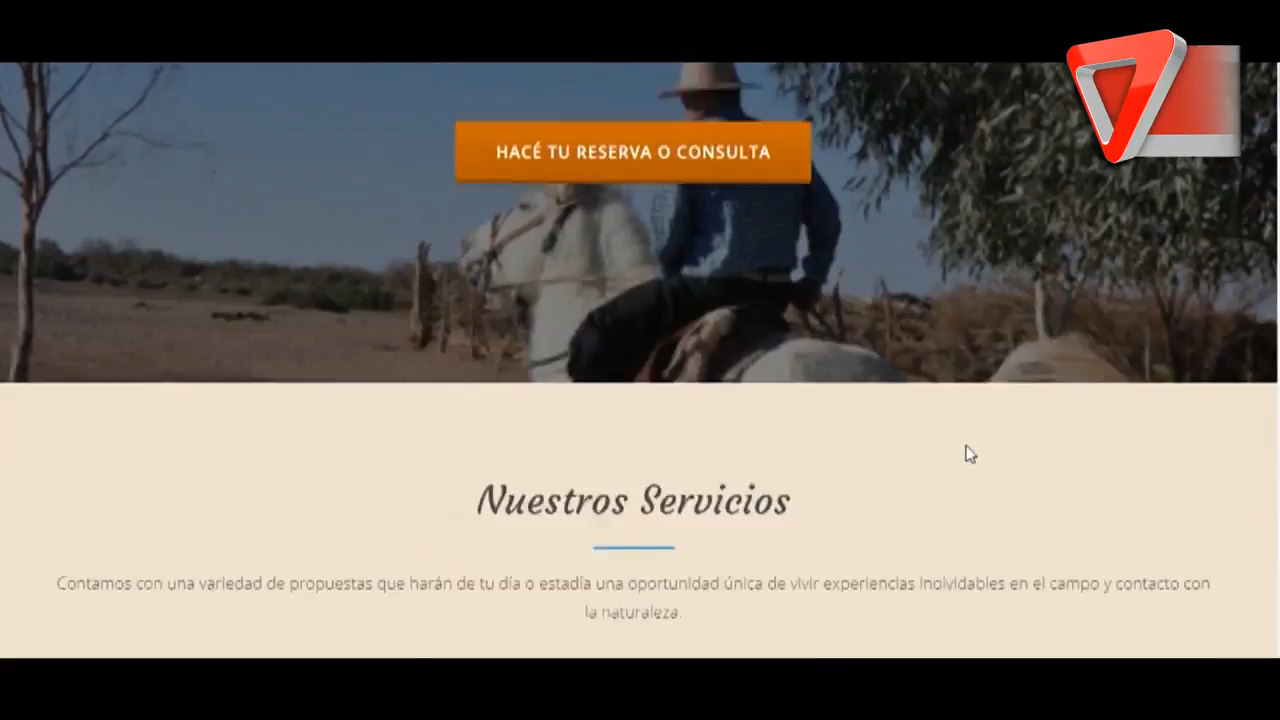 HACÉ TU RESERVA O CONSULTA
Nuestros Servicios
Contamos con una variedad de propuestas que harán de tu día o estadía una oportunidad única de vivir experiencias inolvidables en el campo y contacto con
la naturaleza.